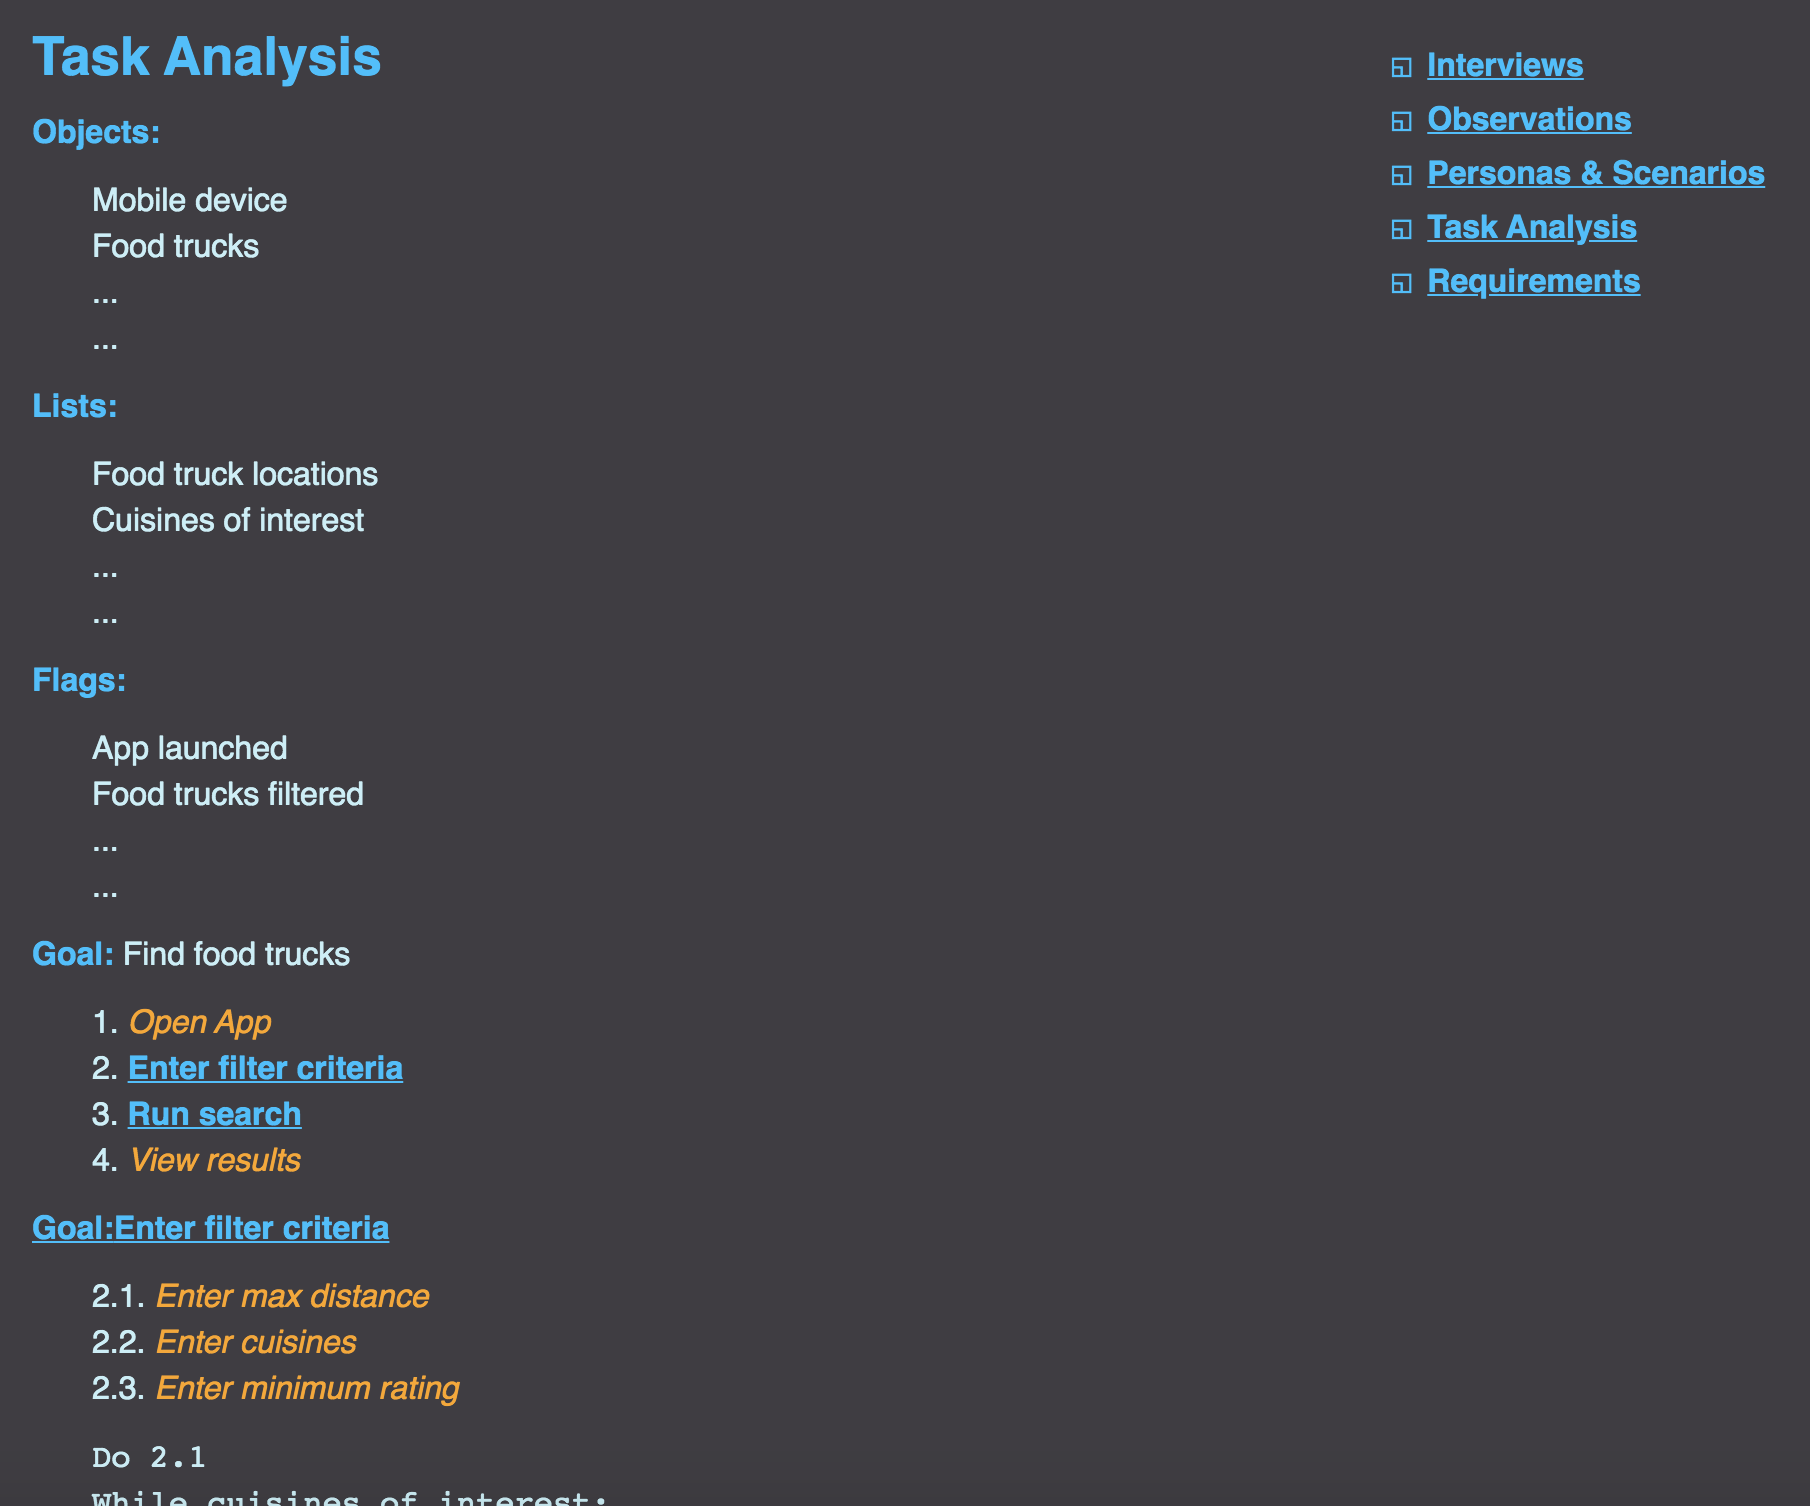 Task Analysis
Objects:
Mobile device
Food trucks
...
...
Lists:
Food truck locations
Cuisines of interest
...
...
Flags:
App launched
Food trucks filtered
...
...
Goal: Find food trucks
1. Open App
2. Enter filter criteria
3. Run search
4. View results
Goal:Enter filter criteria
2.1. Enter max distance
2.2. Enter cuisines
2.3. Enter minimum rating
Do 2.1
While cuisines of interest:
Interviews
Observations
Personas & Scenarios
Task Analysis
Requirements